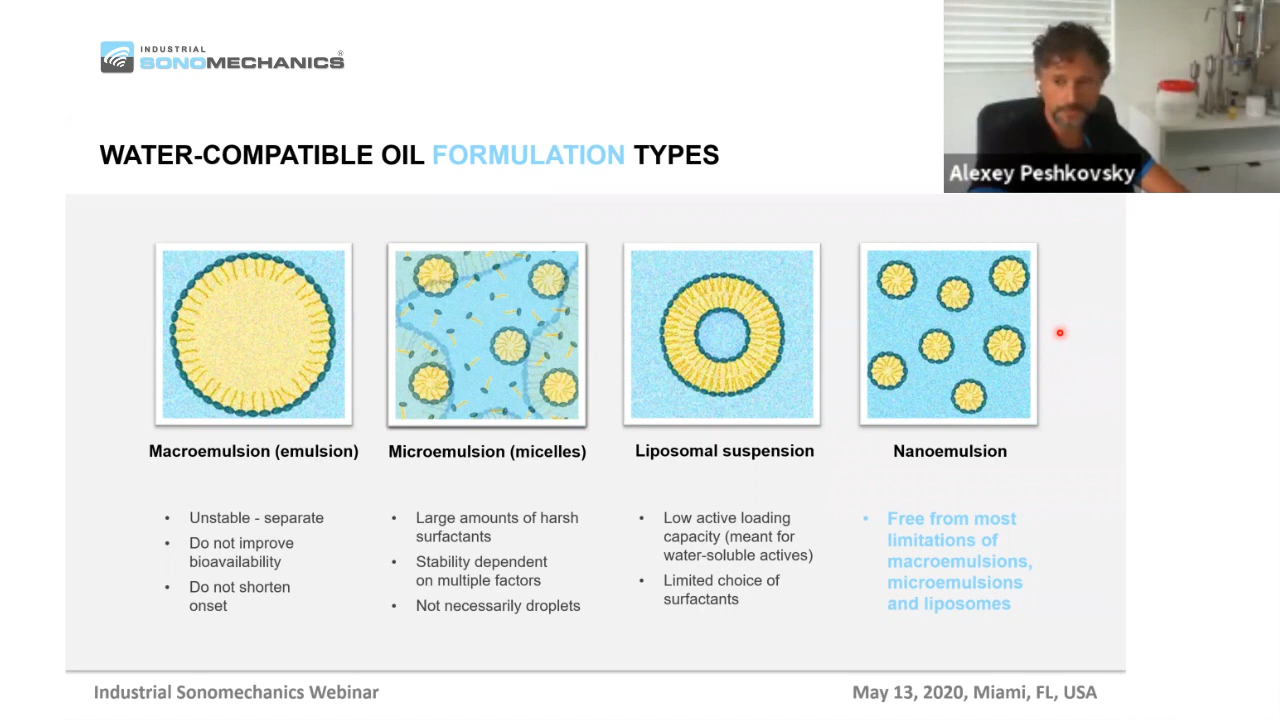 INDUSTRIAL
SONOMECHANICS®
Alexey Peshkovsky
WATER-COMPATIBLE OIL FORMULATION TYPES
Macroemulsion (emulsion)
• Unstable - separate
• Do not improve
bioavailability
• Do not shorten
onset
Microemulsion (micelles)
• Large amounts of harsh
surfactants
• Stability dependent
on multiple factors
• Not necessarily droplets
Liposomal suspension
• Low active loading
capacity (meant for
water-soluble actives)
• Limited choice of
surfactants
Nanoemulsion
• Free from most
limitations of
macroemulsions,
microemulsions
and liposomes
Industrial Sonomechanics Webinar
May 13, 2020, Miami, FL, USA